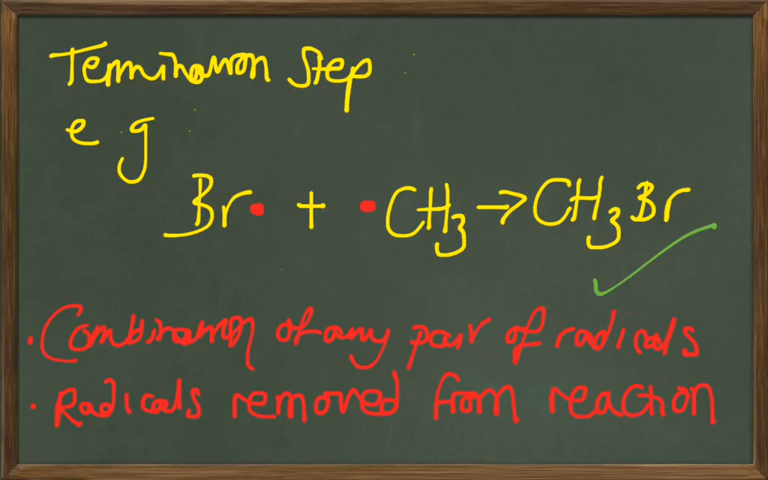 Termination Step
e g
Br• + •CH₃ → CH₃Br
• Combination of any pair of radicals
• Radicals removed from reaction